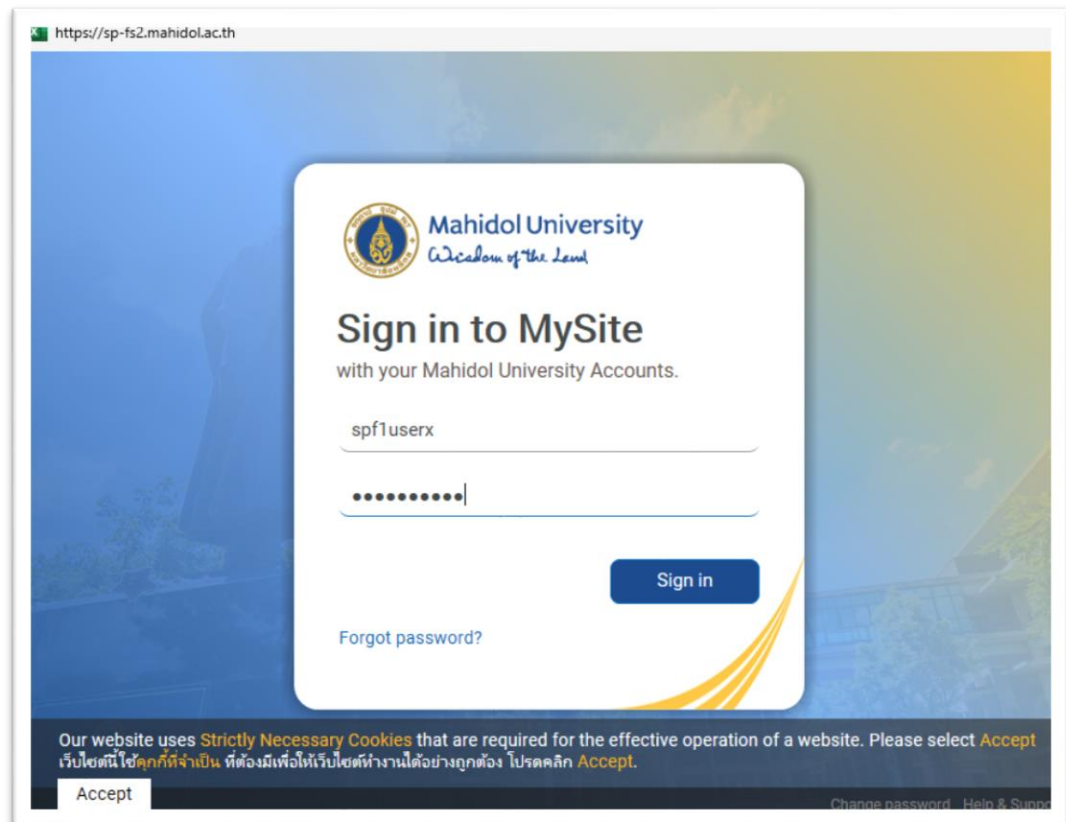 https://sp-fs2.mahidol.ac.th
Mahidol University
Wisdom of the Land
Sign in to MySite
with your Mahidol University Accounts.
spf1userx
••••••••••
Sign in
Forgot password?
Our website uses Strictly Necessary Cookies that are required for the effective operation of a website. Please select Accept
เว็บไซต์นี้ใช้คุกกี้ที่จำเป็น ที่ต้องมีเพื่อให้เว็บไซต์ทำงานได้อย่างถูกต้อง โปรดคลิก Accept.
Accept
Change password Help & Suppo